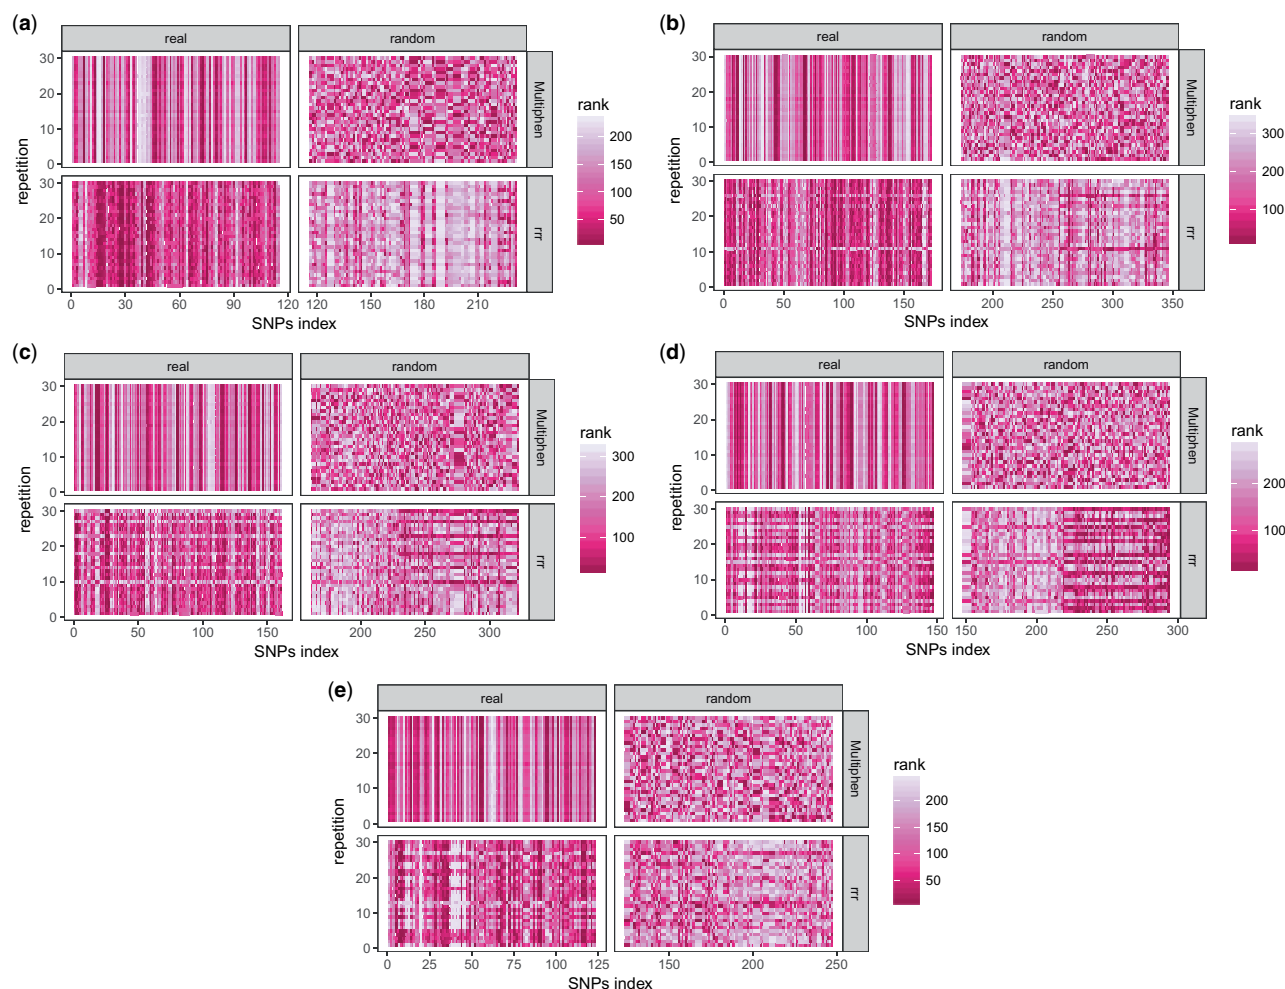 (a)
real random
repetition
30
20
10
0
Multiphen
30
20
10
0
rrr
0 30 60 90 120 120 150 180 210
SNPs index
rank
200
150
100
50
(b)
real random
repetition
30
20
10
0
Multiphen
30
20
10
0
rrr
0 50 100 150 200 250 300 350
SNPs index
rank
300
200
100
(c)
real random
repetition
30
20
10
0
Multiphen
30
20
10
0
rrr
0 50 100 150 200 250 300
SNPs index
rank
300
200
100
(d)
real random
repetition
30
20
10
0
Multiphen
30
20
10
0
rrr
0 50 100 150 150 200 250 300
SNPs index
rank
200
100
(e)
real random
repetition
30
20
10
0
Multiphen
30
20
10
0
rrr
0 25 50 75 100 125 150 200 250
SNPs index
rank
200
150
100
50